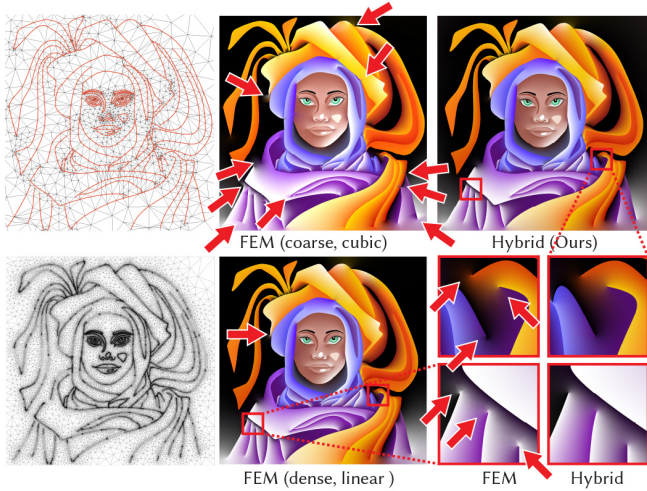 FEM (coarse, cubic)
Hybrid (Ours)
FEM (dense, linear )
FEM
Hybrid